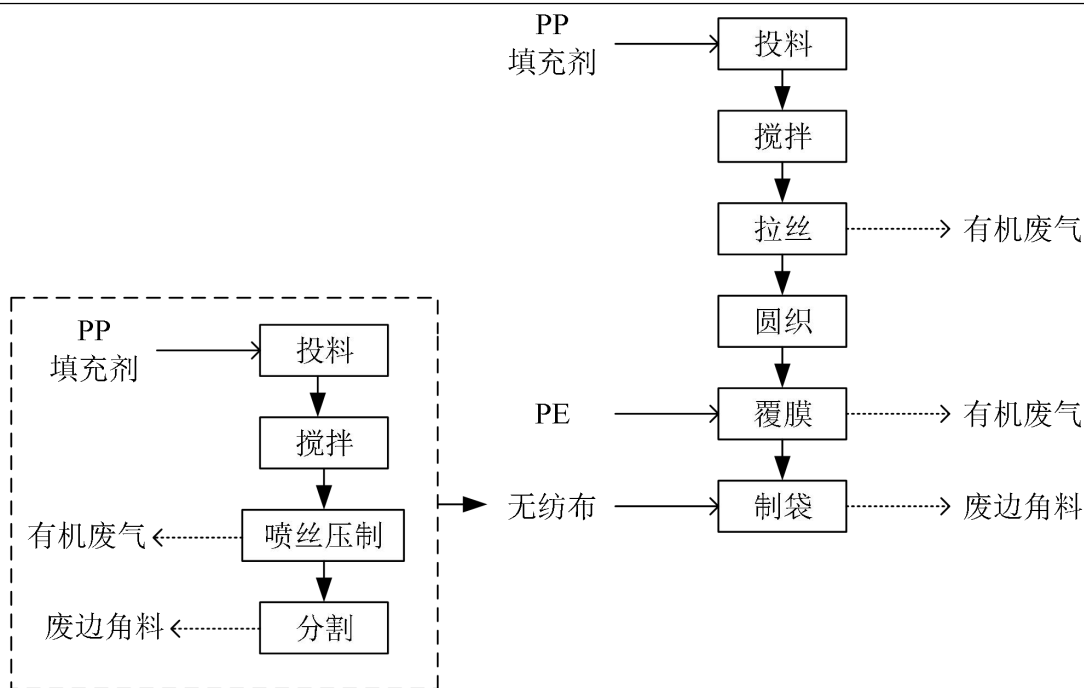 PP
填充剂
投料
搅拌
拉丝
有机废气
圆织
PE
覆膜
有机废气
无纺布
制袋
废边角料
PP
填充剂
投料
搅拌
有机废气
喷丝压制
废边角料
分割